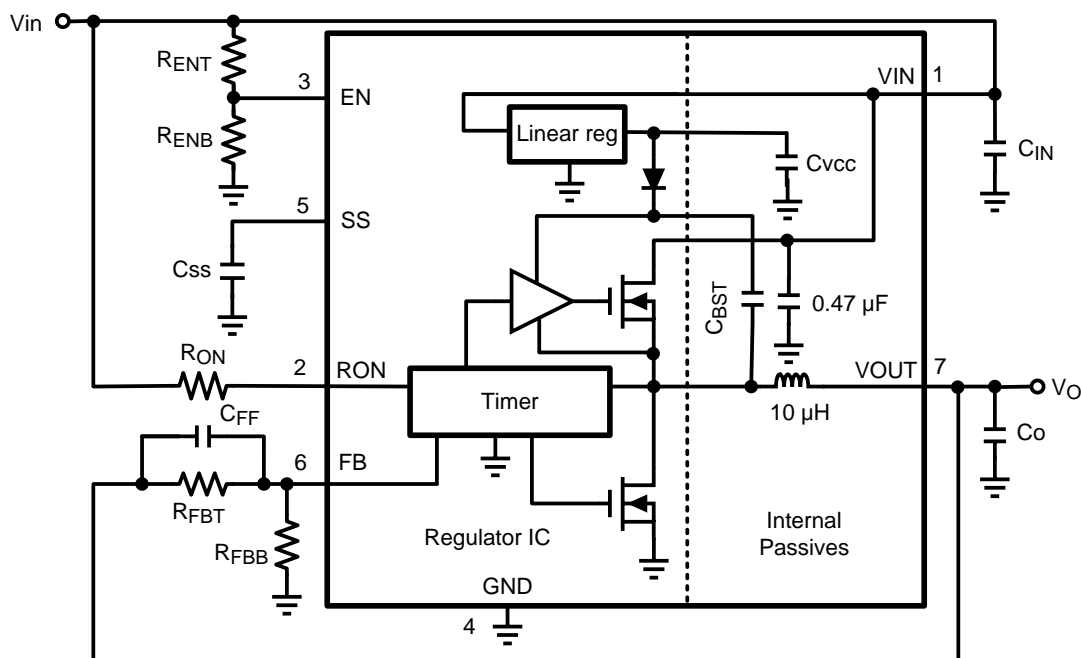 Vin
RENT
3
EN
RENB
5
SS
Css
RON
2
RON
CFF
6
FB
RFBT
RFBB
Linear reg
Timer
Regulator IC
GND
4
VIN
1
CIN
Cvcc
CBST
0.47 µF
VOUT
7
VO
10 µH
Co
Internal
Passives